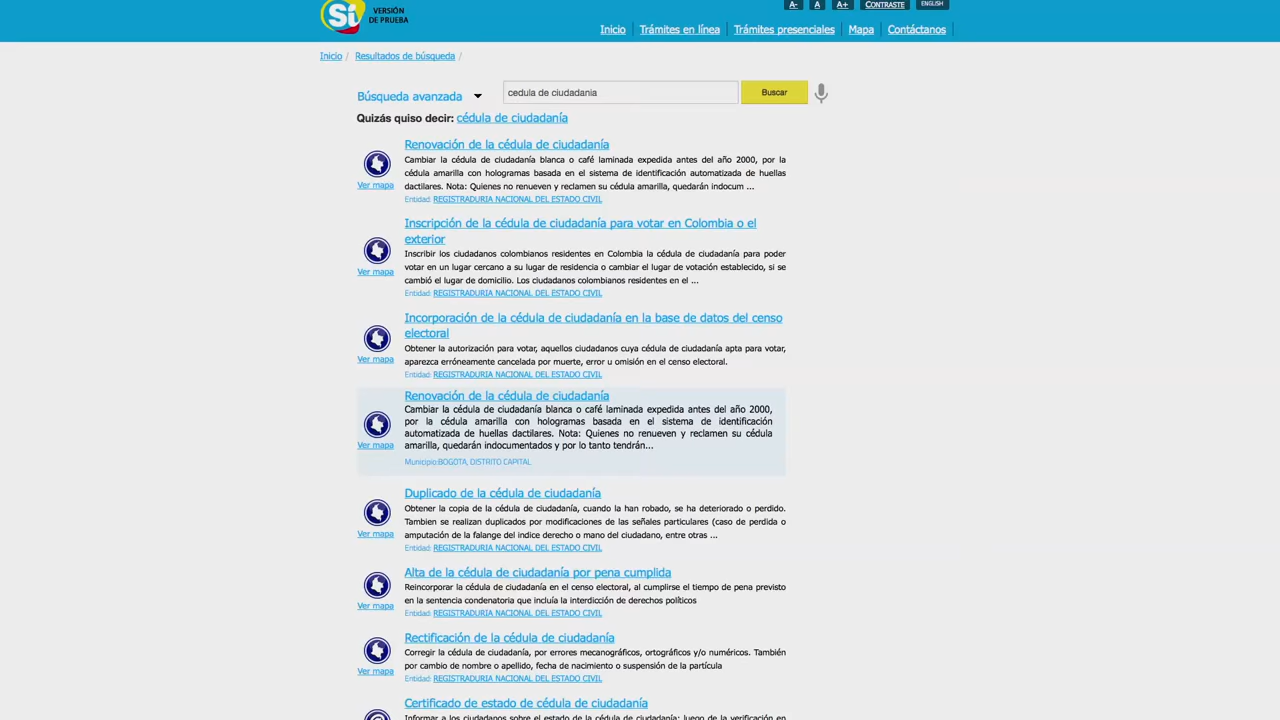 Sí VERSIÓN
DE PRUEBA
A- A A+ CONTRASTE ENGLISH
Inicio Trámites en línea Trámites presenciales Mapa Contáctanos
Inicio / Resultados de búsqueda /
Búsqueda avanzada cedula de ciudadania Buscar
Quizás quiso decir: cédula de ciudadanía
Renovación de la cédula de ciudadanía
Cambiar la cédula de ciudadanía blanca o café laminada expedida antes del año 2000, por la
cédula amarilla con hologramas basada en el sistema de identificación automatizada de huellas
dactilares. Nota: Quienes no renueven y reclamen su cédula amarilla, quedarán indocum ...
Ver mapa
Entidad: REGISTRADURIA NACIONAL DEL ESTADO CIVIL
Inscripción de la cédula de ciudadanía para votar en Colombia o el
exterior
Inscribir los ciudadanos colombianos residentes en Colombia la cédula de ciudadanía para poder
votar en un lugar cercano a su lugar de residencia o cambiar el lugar de votación establecido, si se
cambió el lugar de domicilio. Los ciudadanos colombianos residentes en el ...
Ver mapa
Entidad: REGISTRADURIA NACIONAL DEL ESTADO CIVIL
Incorporación de la cédula de ciudadanía en la base de datos del censo
electoral
Obtener la autorización para votar, aquellos ciudadanos cuya cédula de ciudadanía apta para votar,
aparezca erróneamente cancelada por muerte, error u omisión en el censo electoral.
Ver mapa
Entidad: REGISTRADURIA NACIONAL DEL ESTADO CIVIL
Renovación de la cédula de ciudadanía
Cambiar la cédula de ciudadanía blanca o café laminada expedida antes del año 2000,
por la cédula amarilla con hologramas basada en el sistema de identificación
automatizada de huellas dactilares. Nota: Quienes no renueven y reclamen su cédula
amarilla, quedarán indocumentados y por lo tanto tendrán...
Ver mapa
Municipio:BOGOTA, DISTRITO CAPITAL
Duplicado de la cédula de ciudadanía
Obtener la copia de la cédula de ciudadanía, cuando la han robado, se ha deteriorado o perdido.
Tambien se realizan duplicados por modificaciones de las señales particulares (caso de perdida o
amputación de la falange del indice derecho o mano del ciudadano, entre otras ...
Ver mapa
Entidad: REGISTRADURIA NACIONAL DEL ESTADO CIVIL
Alta de la cédula de ciudadanía por pena cumplida
Reincorporar la cédula de ciudadanía en el censo electoral, al cumplirse el tiempo de pena previsto
en la sentencia condenatoria que incluía la interdicción de derechos políticos
Ver mapa
Entidad: REGISTRADURIA NACIONAL DEL ESTADO CIVIL
Rectificación de la cédula de ciudadanía
Corregir la cédula de ciudadanía, por errores mecanográficos, ortográficos y/o numéricos. También
por cambio de nombre o apellido, fecha de nacimiento o suspensión de la partícula
Ver mapa
Entidad: REGISTRADURIA NACIONAL DEL ESTADO CIVIL
Certificado de estado de cédula de ciudadanía
Informar a los ciudadanos sobre el estado de la cédula de ciudadanía; luego de la verificación en